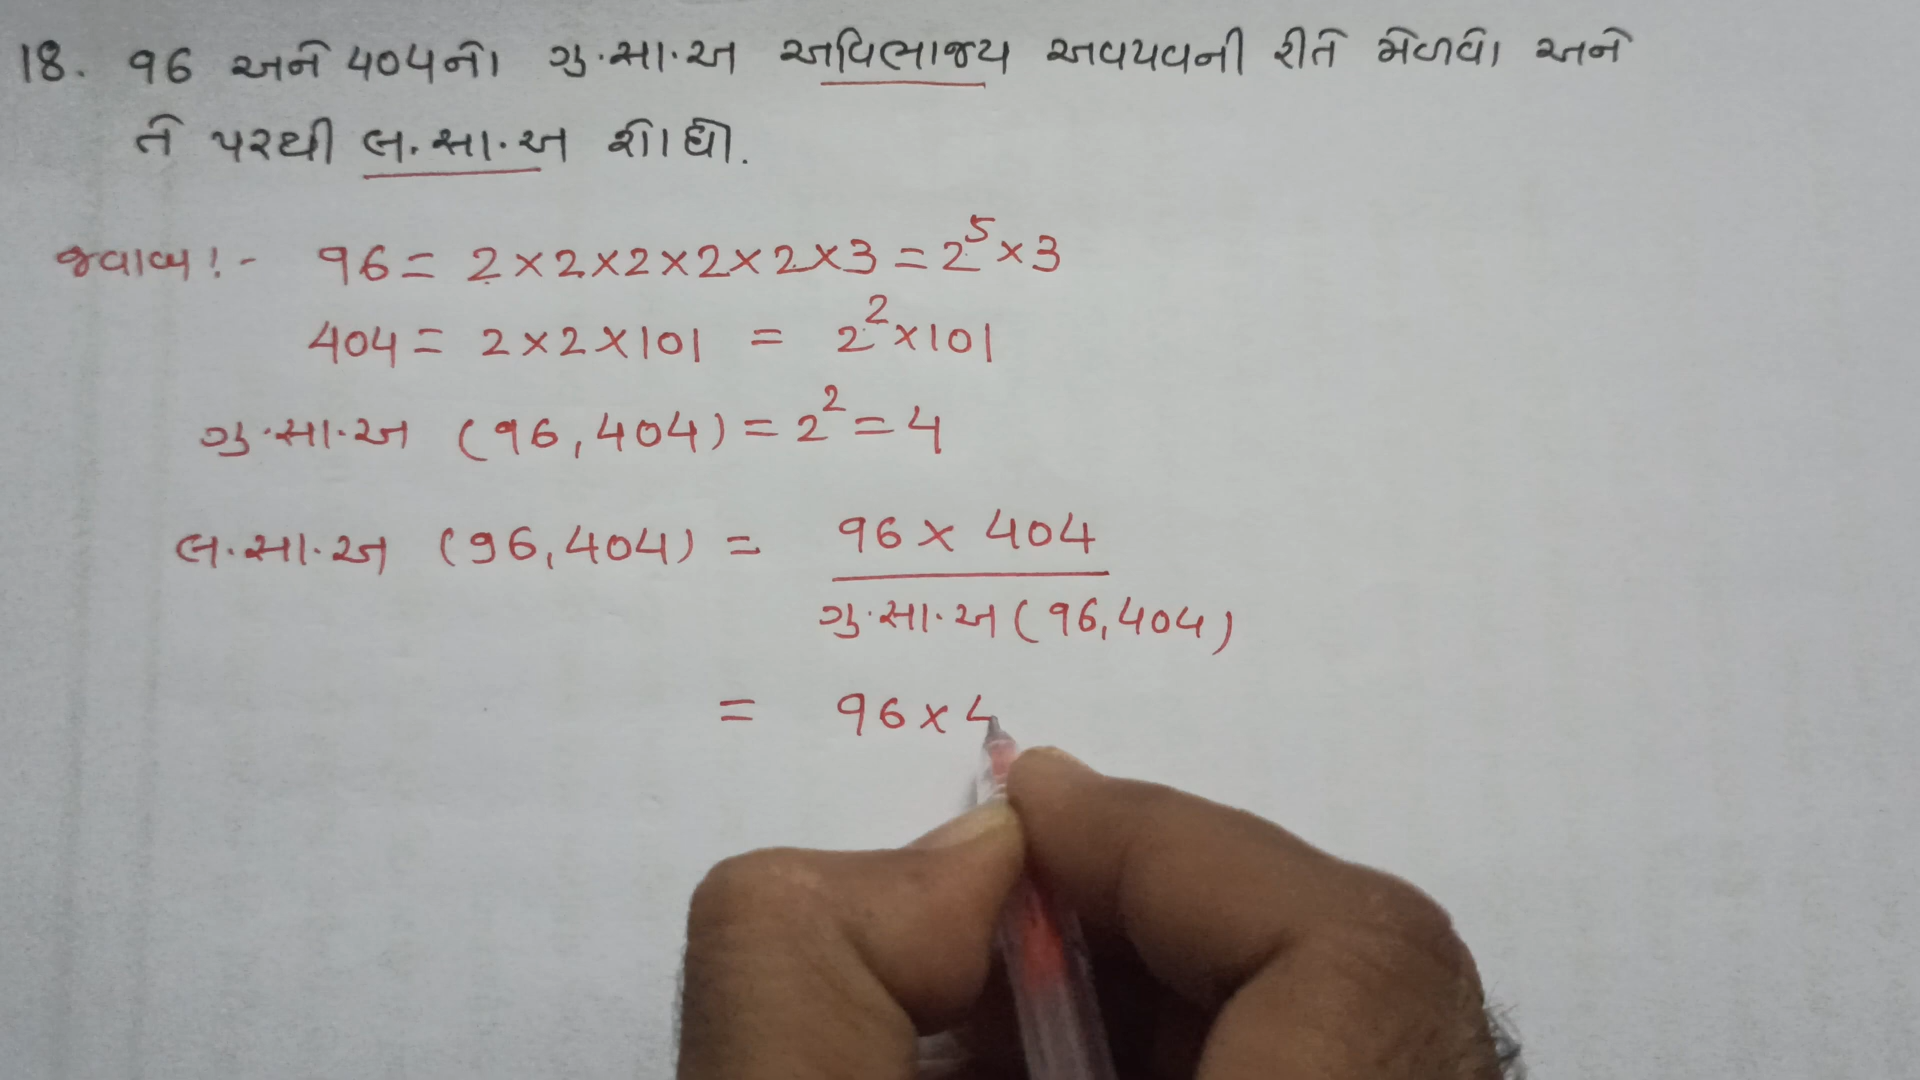 18. 96 અને 404નો ગુ.સા.અ અવિભાજ્ય અવયવની રીતે મેળવો અને
તે પરથી લ.સા.અ શોધો.
જવાબ :- 96 = 2×2×2×2×2×3 = 2⁵×3
404 = 2×2×101 = 2²×101
ગુ.સા.અ (96,404) = 2² = 4
લ.સા.અ (96,404) = 96 × 404
ગુ.સા.અ (96,404)
= 96 × 4